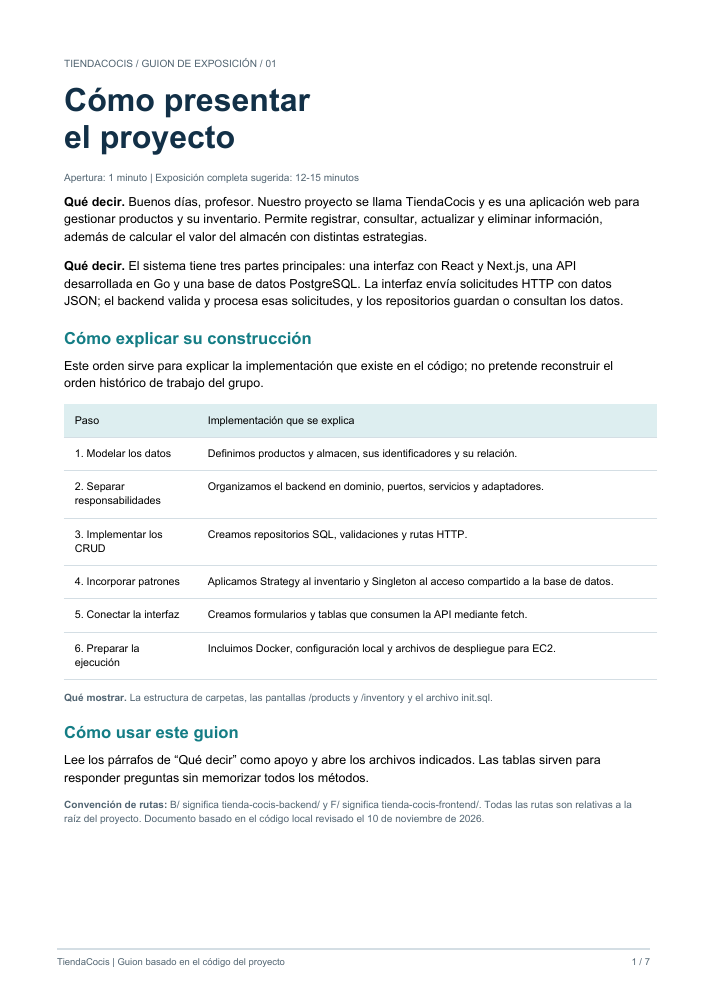 TIENDACOCIS / GUION DE EXPOSICIÓN / 01
Cómo presentar
el proyecto
Apertura: 1 minuto | Exposición completa sugerida: 12-15 minutos
Qué decir. Buenos días, profesor. Nuestro proyecto se llama TiendaCocis y es una aplicación web para
gestionar productos y su inventario. Permite registrar, consultar, actualizar y eliminar información,
además de calcular el valor del almacén con distintas estrategias.
Qué decir. El sistema tiene tres partes principales: una interfaz con React y Next.js, una API
desarrollada en Go y una base de datos PostgreSQL. La interfaz envía solicitudes HTTP con datos
JSON; el backend valida y procesa esas solicitudes, y los repositorios guardan o consultan los datos.
Cómo explicar su construcción
Este orden sirve para explicar la implementación que existe en el código; no pretende reconstruir el
orden histórico de trabajo del grupo.
Paso Implementación que se explica
1. Modelar los datos Definimos productos y almacen, sus identificadores y su relación.
2. Separar Organizamos el backend en dominio, puertos, servicios y adaptadores.
responsabilidades
3. Implementar los Creamos repositorios SQL, validaciones y rutas HTTP.
CRUD
4. Incorporar patrones Aplicamos Strategy al inventario y Singleton al acceso compartido a la base de datos.
5. Conectar la interfaz Creamos formularios y tablas que consumen la API mediante fetch.
6. Preparar la Incluimos Docker, configuración local y archivos de despliegue para EC2.
ejecución
Qué mostrar. La estructura de carpetas, las pantallas /products y /inventory y el archivo init.sql.
Cómo usar este guion
Lee los párrafos de “Qué decir” como apoyo y abre los archivos indicados. Las tablas sirven para
responder preguntas sin memorizar todos los métodos.
Convención de rutas: B/ significa tienda-cocis-backend/ y F/ significa tienda-cocis-frontend/. Todas las rutas son relativas a la
raíz del proyecto. Documento basado en el código local revisado el 10 de noviembre de 2026.
TiendaCocis | Guion basado en el código del proyecto 1 / 7